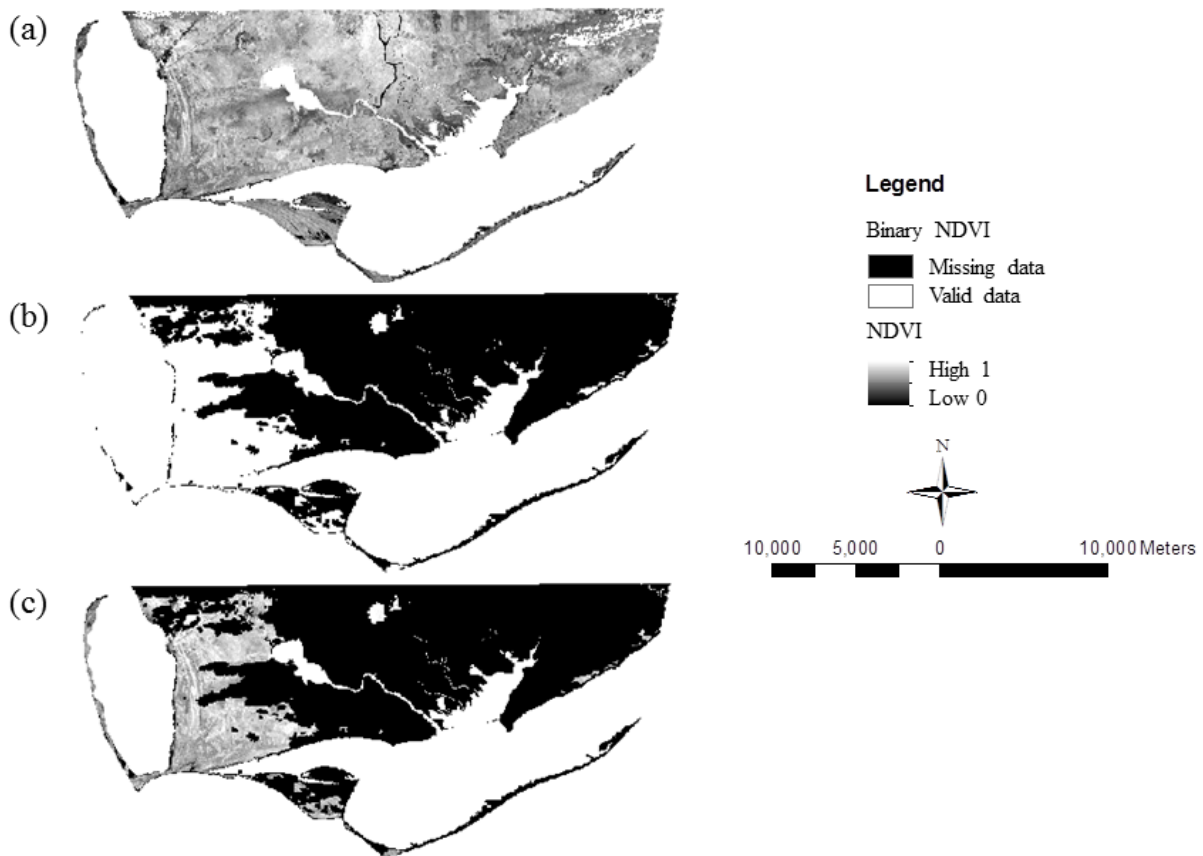 (a)
(b)
(c)
Legend
Binary NDVI
Missing data
Valid data
NDVI
High 1
Low 0
N
10,000 5,000 0 10,000 Meters